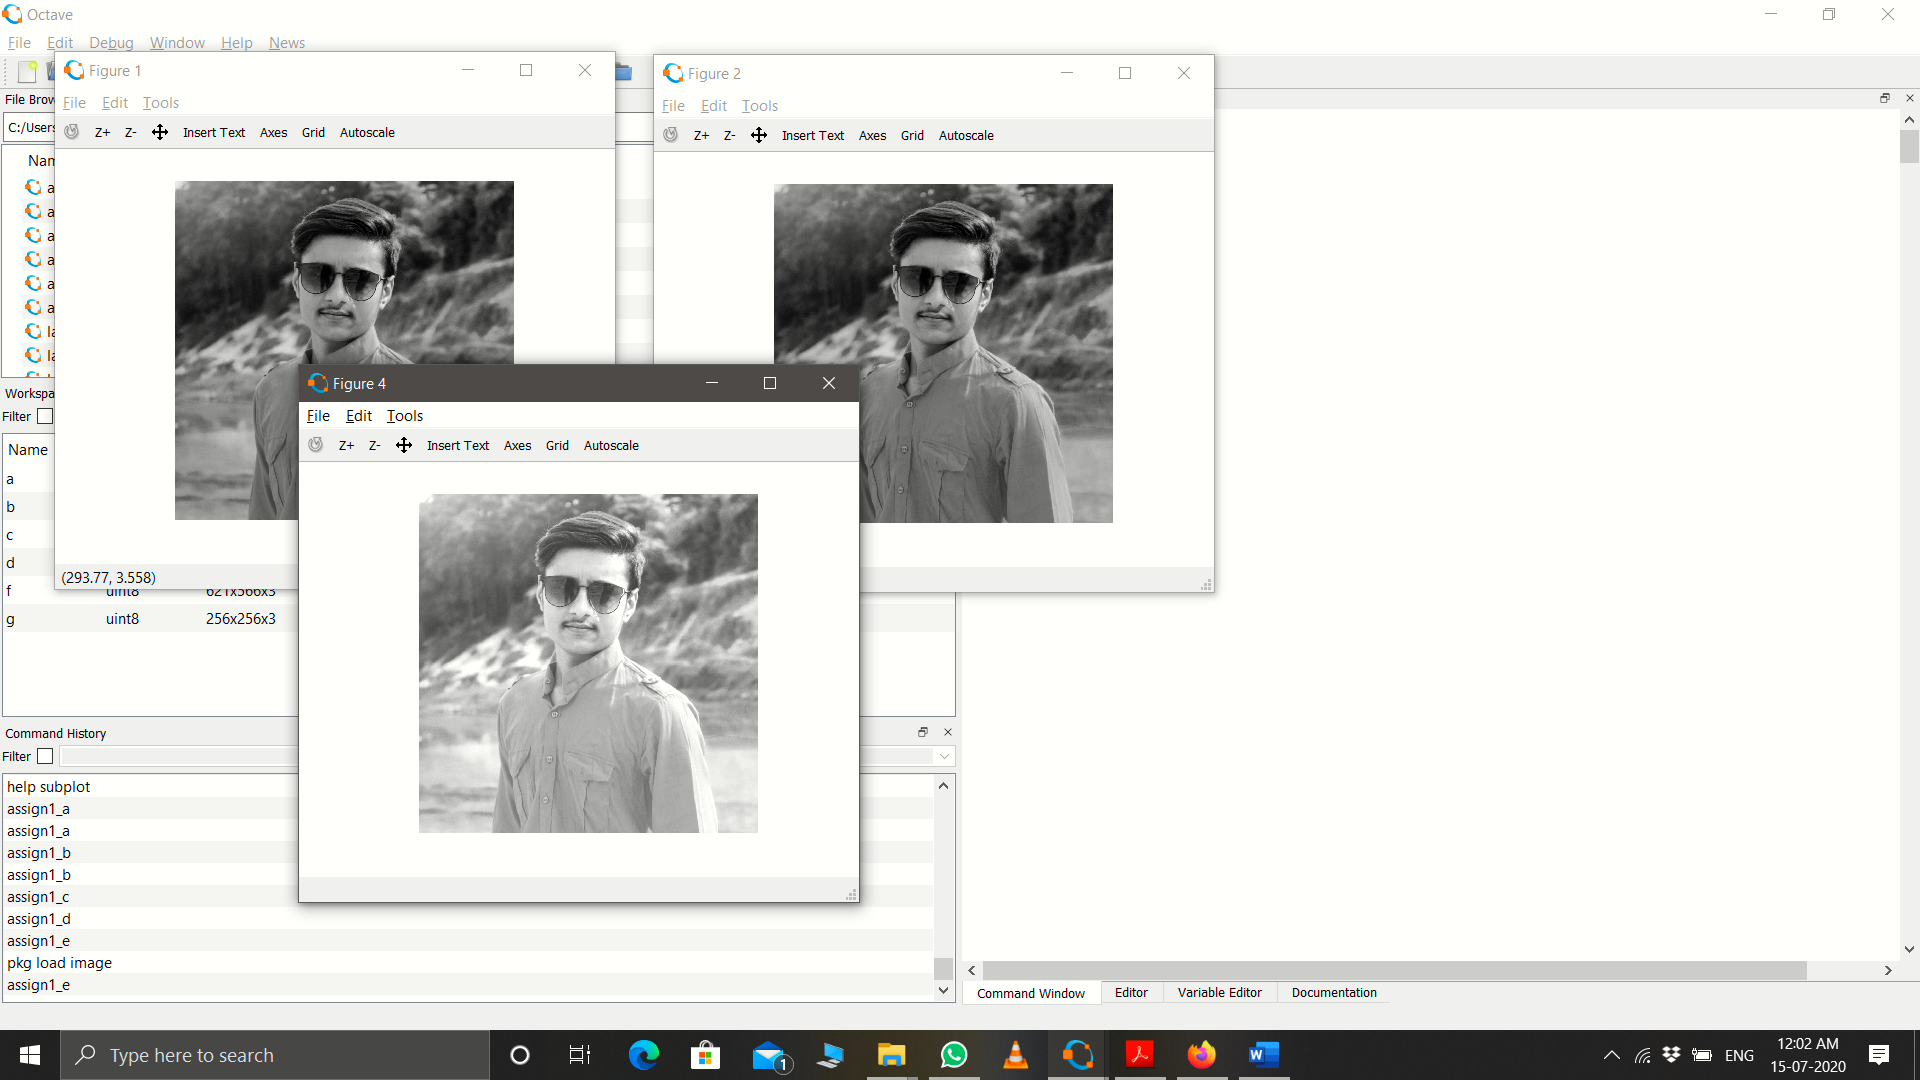 Octave
File Edit Debug Window Help News
Figure 1
File Edit Tools
Z+ Z- Insert Text Axes Grid Autoscale
(293.77, 3.558)
Figure 2
File Edit Tools
Z+ Z- Insert Text Axes Grid Autoscale
Figure 4
File Edit Tools
Z+ Z- Insert Text Axes Grid Autoscale
File Brow
C:/Users
Nam
a
a
a
a
a
a
la
la
Workspa
Filter
Name
a
b
c
d
f uint8 621x566x3
g uint8 256x256x3
Command History
Filter
help subplot
assign1_a
assign1_a
assign1_b
assign1_b
assign1_c
assign1_d
assign1_e
pkg load image
assign1_e
Command Window Editor Variable Editor Documentation
Type here to search
1
ENG
12:02 AM
15-07-2020